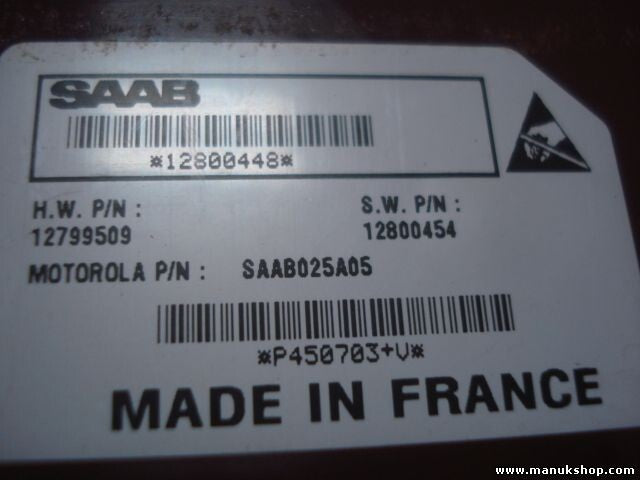 SAAB
*12800448*
H.W. P/N : S.W. P/N :
12799509 12800454
MOTOROLA P/N : SAAB025A05
*P450703+V*
MADE IN FRANCE
www.manukshop.com